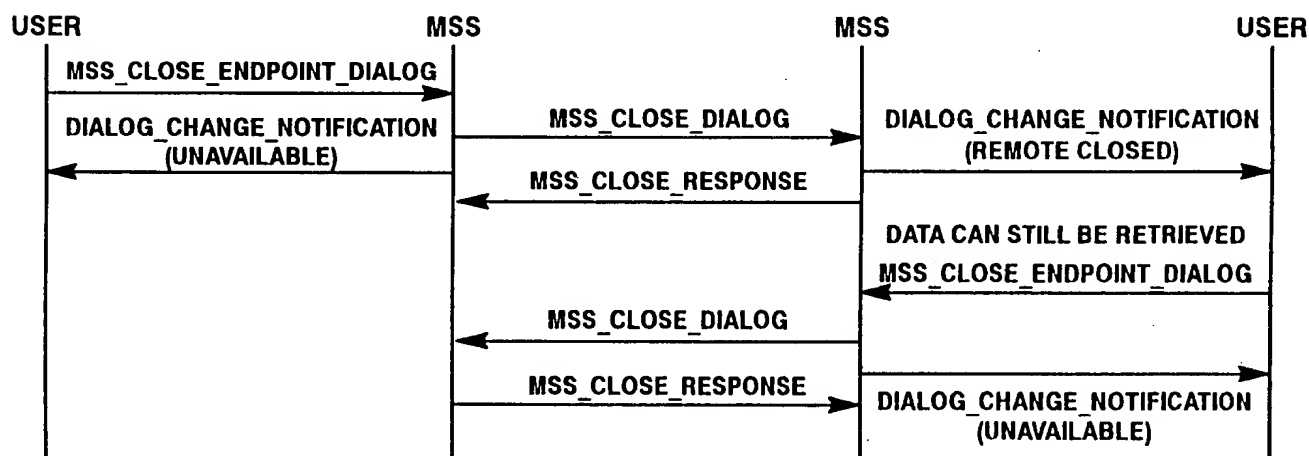 USER
MSS
MSS
USER
MSS_CLOSE_ENDPOINT_DIALOG
DIALOG_CHANGE_NOTIFICATION
(UNAVAILABLE)
MSS_CLOSE_DIALOG
DIALOG_CHANGE_NOTIFICATION
(REMOTE CLOSED)
MSS_CLOSE_RESPONSE
DATA CAN STILL BE RETRIEVED
MSS_CLOSE_ENDPOINT_DIALOG
MSS_CLOSE_DIALOG
MSS_CLOSE_RESPONSE
DIALOG_CHANGE_NOTIFICATION
(UNAVAILABLE)